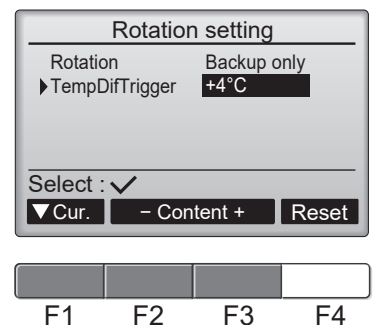 Rotation setting
Rotation Backup only
▶TempDifTrigger +4°C
Select : ✓
▼Cur. − Content + Reset
F1 F2 F3 F4